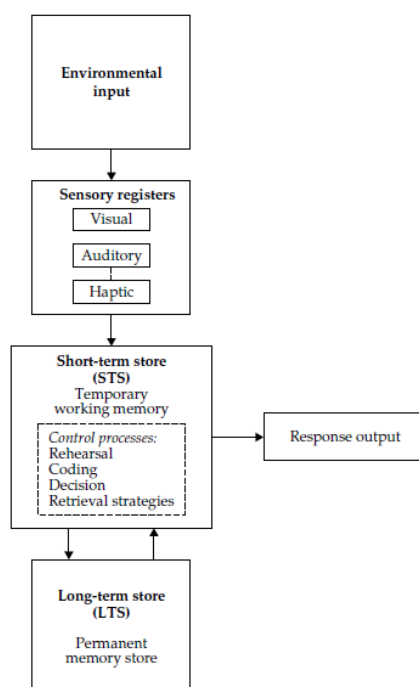 Environmental
input
Sensory registers
Visual
Auditory
Haptic
Short-term store
(STS)
Temporary
working memory
Control processes:
Rehearsal
Coding
Decision
Retrieval strategies
Response output
Long-term store
(LTS)
Permanent
memory store